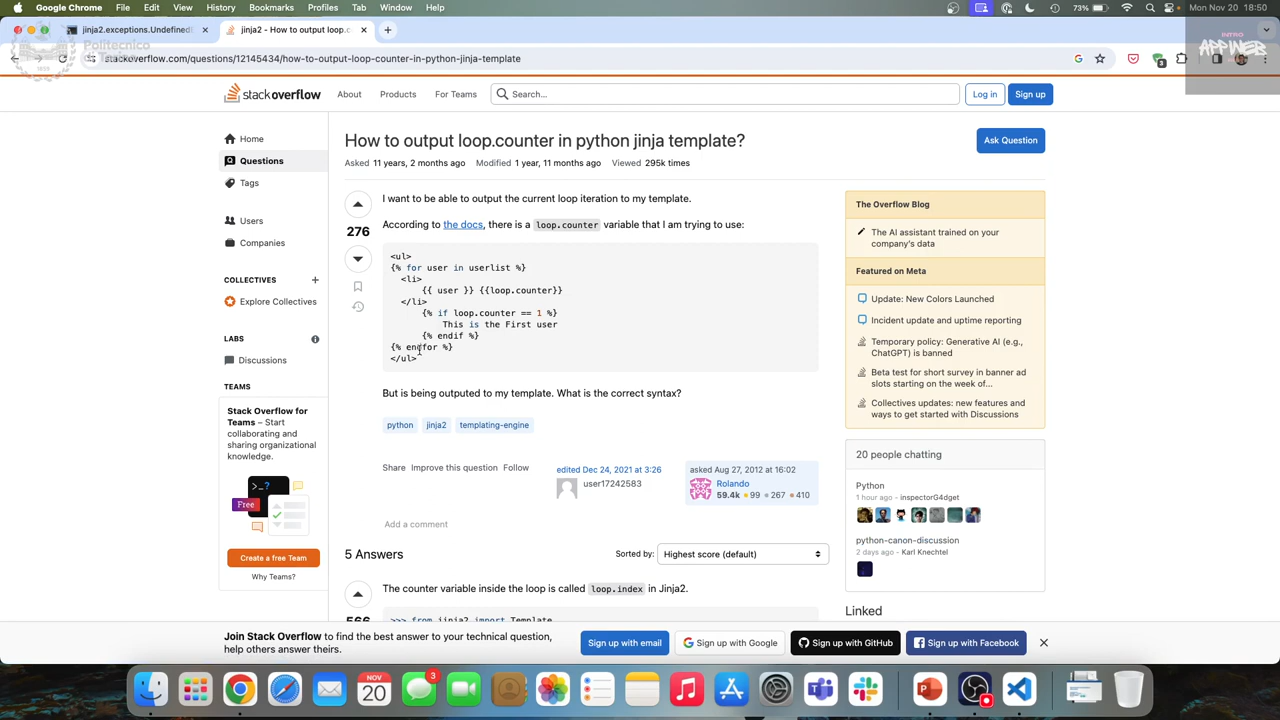 Google Chrome File Edit View History Bookmarks Profiles Tab Window Help
Mon Nov 20 18:50
jinja2.exceptions.UndefinedE
jinja2 - How to output loop.c
Politecnico
stackoverflow.com/questions/12145434/how-to-output-loop-counter-in-python-jinja-template
INTRO
APPINER
1859
stackoverflow
About Products For Teams
Search...
Log in Sign up
Home
Questions
Tags
Users
Companies
COLLECTIVES
Explore Collectives
LABS
Discussions
TEAMS
Stack Overflow for
Teams – Start
collaborating and
sharing organizational
knowledge.
>_?
Free
Create a free Team
Why Teams?
How to output loop.counter in python jinja template?
Ask Question
Asked 11 years, 2 months ago Modified 1 year, 11 months ago Viewed 295k times
276
I want to be able to output the current loop iteration to my template.
According to the docs, there is a loop.counter variable that I am trying to use:
<ul>
{% for user in userlist %}
<li>
{{ user }} {{loop.counter}}
</li>
{% if loop.counter == 1 %}
This is the First user
{% endif %}
{% endfor %}
</ul>
But is being outputed to my template. What is the correct syntax?
python jinja2 templating-engine
Share Improve this question Follow
edited Dec 24, 2021 at 3:26
user17242583
asked Aug 27, 2012 at 16:02
Rolando
59.4k 99 267 410
Add a comment
5 Answers
Sorted by: Highest score (default)
The counter variable inside the loop is called loop.index in Jinja2.
566
>>> from jinja2 import Template
The Overflow Blog
The AI assistant trained on your
company's data
Featured on Meta
Update: New Colors Launched
Incident update and uptime reporting
Temporary policy: Generative AI (e.g.,
ChatGPT) is banned
Beta test for short survey in banner ad
slots starting on the week of...
Collectives updates: new features and
ways to get started with Discussions
20 people chatting
Python
1 hour ago - inspectorG4dget
python-canon-discussion
2 days ago - Karl Knechtel
Linked
Join Stack Overflow to find the best answer to your technical question,
help others answer theirs.
Sign up with email
Sign up with Google
Sign up with GitHub
Sign up with Facebook
NOV
20
3